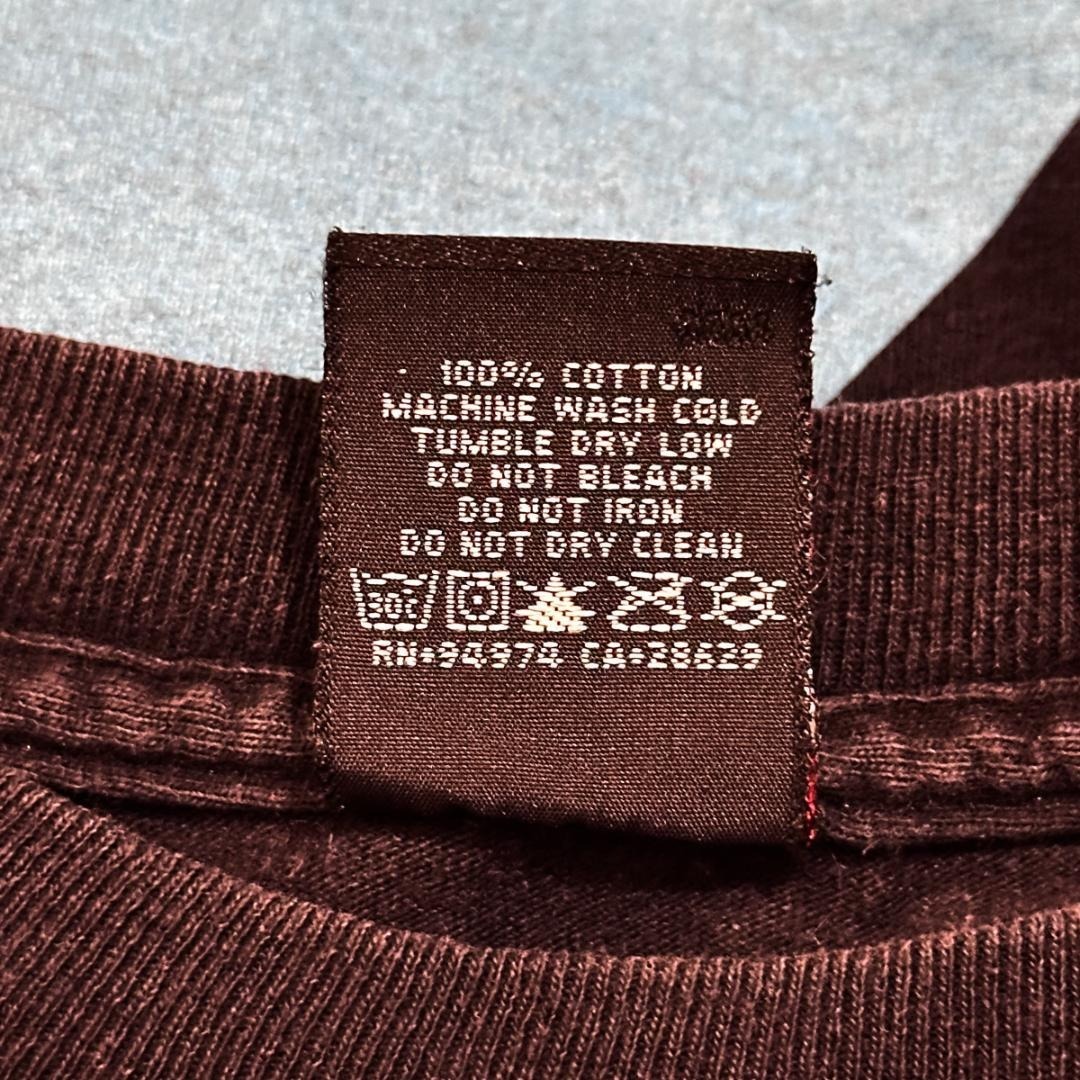 100% COTTON
MACHINE WASH COLD
TUMBLE DRY LOW
DO NOT BLEACH
DO NOT IRON
DO NOT DRY CLEAN
30C
RN#94974 CA#28629